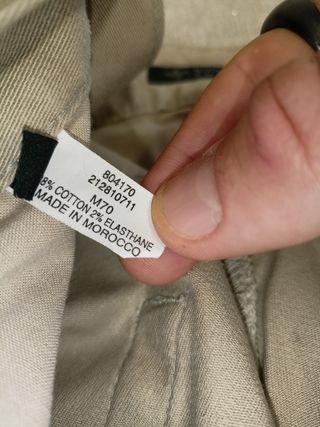 804170
212810711
M70
8% COTTON 2% ELASTHANE
MADE IN MOROCCO